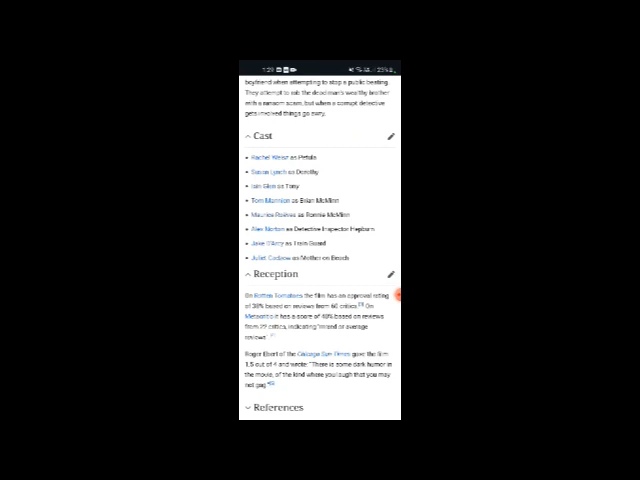 1:29
boyfriend when attempting to stop a public beating.
They attempt to rob the dead man's wealthy brother
with a ransom scam, but when a corrupt detective
gets involved things go awry.
Cast
• Rachel Weisz as Petula
• Susan Lynch as Dorothy
• Iain Glen as Tony
• Tom Mannion as Brian McMinn
• Maurice Roëves as Ronnie McMinn
• Alex Norton as Detective Inspector Hepburn
• Jake D'Arcy as Train Guard
• Juliet Cadzow as Mother on Beach
Reception
On Rotten Tomatoes the film has an approval rating
of 38% based on reviews from 60 critics. On
Metacritic it has a score of 48% based on reviews
from 22 critics, indicating "mixed or average
reviews".
Roger Ebert of the Chicago Sun-Times gave the film
1.5 out of 4 and wrote: "There is some dark humor in
the movie, of the kind where you laugh that you may
not gag."
References